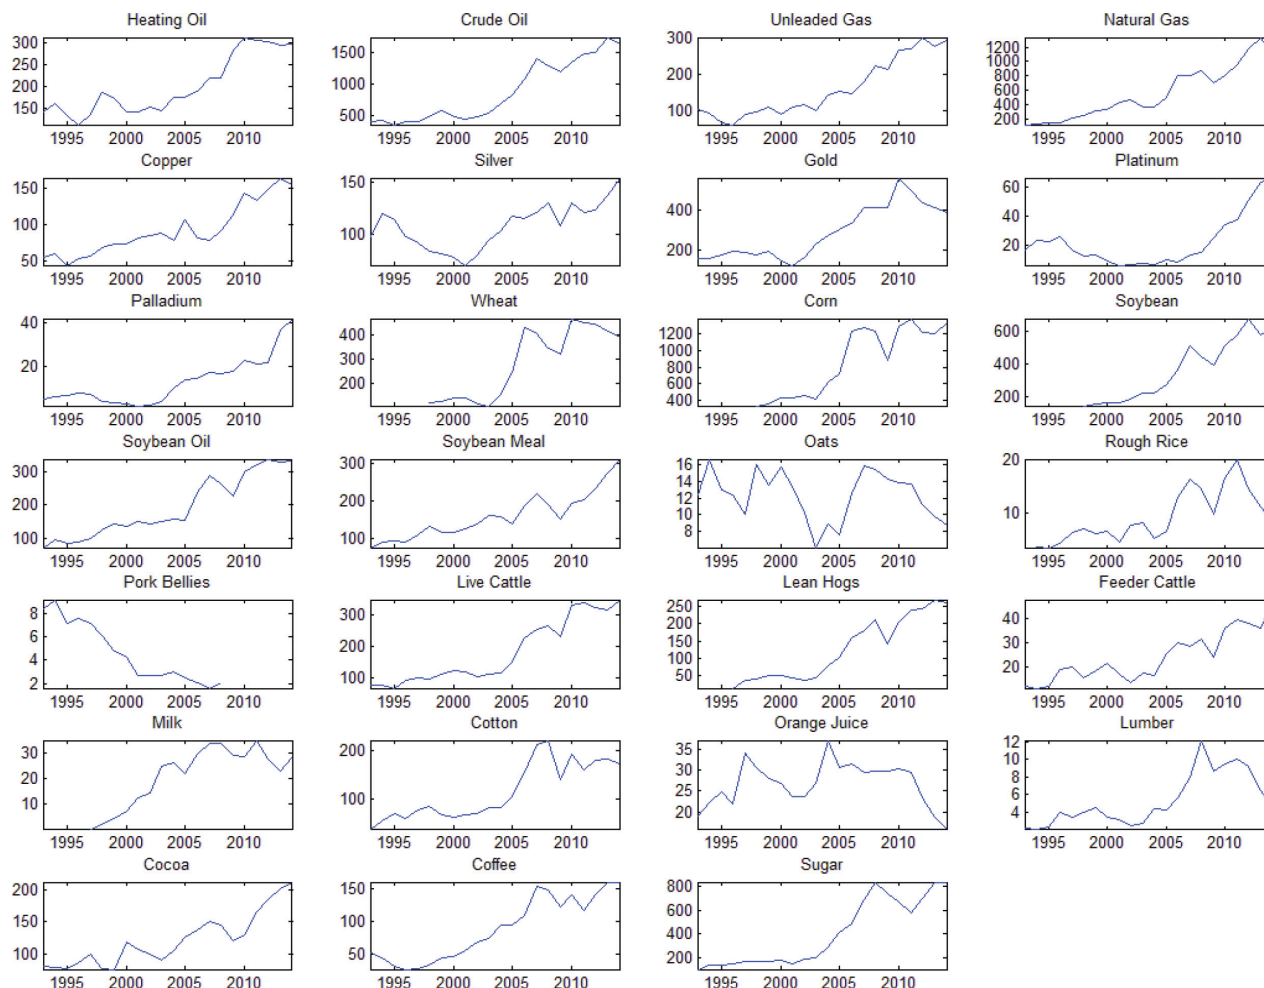 Heating Oil
300
250
200
150
1995 2000 2005 2010
Crude Oil
1500
1000
500
1995 2000 2005 2010
Unleaded Gas
300
200
100
1995 2000 2005 2010
Natural Gas
1200
1000
800
600
400
200
1995 2000 2005 2010
Copper
150
100
50
1995 2000 2005 2010
Silver
150
100
1995 2000 2005 2010
Gold
400
200
1995 2000 2005 2010
Platinum
60
40
20
1995 2000 2005 2010
Palladium
40
20
1995 2000 2005 2010
Wheat
400
300
200
1995 2000 2005 2010
Corn
1200
1000
800
600
400
1995 2000 2005 2010
Soybean
600
400
200
1995 2000 2005 2010
Soybean Oil
300
200
100
1995 2000 2005 2010
Soybean Meal
300
200
100
1995 2000 2005 2010
Oats
16
14
12
10
8
1995 2000 2005 2010
Rough Rice
20
10
1995 2000 2005 2010
Pork Bellies
8
6
4
2
1995 2000 2005 2010
Live Cattle
300
200
100
1995 2000 2005 2010
Lean Hogs
250
200
150
100
50
1995 2000 2005 2010
Feeder Cattle
40
30
20
1995 2000 2005 2010
Milk
30
20
10
1995 2000 2005 2010
Cotton
200
100
1995 2000 2005 2010
Orange Juice
35
30
25
20
1995 2000 2005 2010
Lumber
12
10
8
6
4
1995 2000 2005 2010
Cocoa
200
150
100
1995 2000 2005 2010
Coffee
150
100
50
1995 2000 2005 2010
Sugar
800
600
400
200
1995 2000 2005 2010